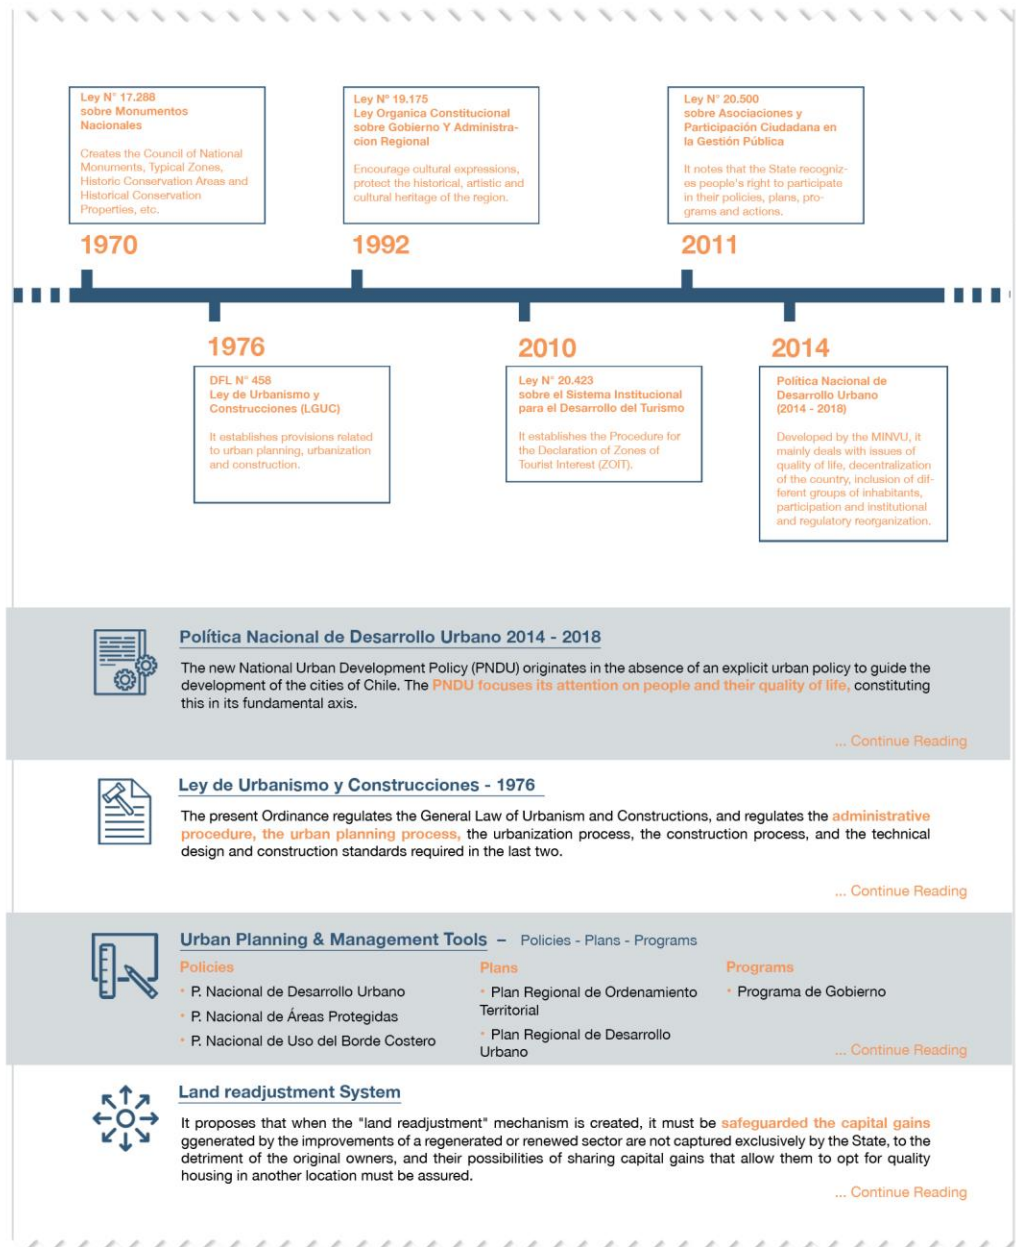 Ley N° 17.288
sobre Monumentos
Nacionales
Creates the Council of National
Monuments, Typical Zones,
Historic Conservation Areas and
Historical Conservation
Properties, etc.
1970
Ley Nº 19.175
Ley Organica Constitucional
sobre Gobierno Y Administra-
cion Regional
Encourage cultural expressions,
protect the historical, artistic and
cultural heritage of the region.
1992
Ley N° 20.500
sobre Asociaciones y
Participación Ciudadana en
la Gestión Pública
It notes that the State recogniz-
es people's right to participate
in their policies, plans, pro-
grams and actions.
2011
1976
DFL N° 458
Ley de Urbanismo y
Construcciones (LGUC)
It establishes provisions related
to urban planning, urbanization
and construction.
2010
Ley N° 20.423
sobre el Sistema Institucional
para el Desarrollo del Turismo
It establishes the Procedure for
the Declaration of Zones of
Tourist Interest (ZOIT).
2014
Política Nacional de
Desarrollo Urbano
(2014 - 2018)
Developed by the MINVU, it
mainly deals with issues of
quality of life, decentralization
of the country, inclusion of dif-
ferent groups of inhabitants,
participation and institutional
and regulatory reorganization.
Política Nacional de Desarrollo Urbano 2014 - 2018
The new National Urban Development Policy (PNDU) originates in the absence of an explicit urban policy to guide the
development of the cities of Chile. The PNDU focuses its attention on people and their quality of life, constituting
this in its fundamental axis.
... Continue Reading
Ley de Urbanismo y Construcciones - 1976
The present Ordinance regulates the General Law of Urbanism and Constructions, and regulates the administrative
procedure, the urban planning process, the urbanization process, the construction process, and the technical
design and construction standards required in the last two.
... Continue Reading
Urban Planning & Management Tools – Policies - Plans - Programs
Policies
• P. Nacional de Desarrollo Urbano
• P. Nacional de Áreas Protegidas
• P. Nacional de Uso del Borde Costero
Plans
• Plan Regional de Ordenamiento
Territorial
• Plan Regional de Desarrollo
Urbano
Programs
• Programa de Gobierno
... Continue Reading
Land readjustment System
It proposes that when the "land readjustment" mechanism is created, it must be safeguarded the capital gains
ggenerated by the improvements of a regenerated or renewed sector are not captured exclusively by the State, to the
detriment of the original owners, and their possibilities of sharing capital gains that allow them to opt for quality
housing in another location must be assured.
... Continue Reading